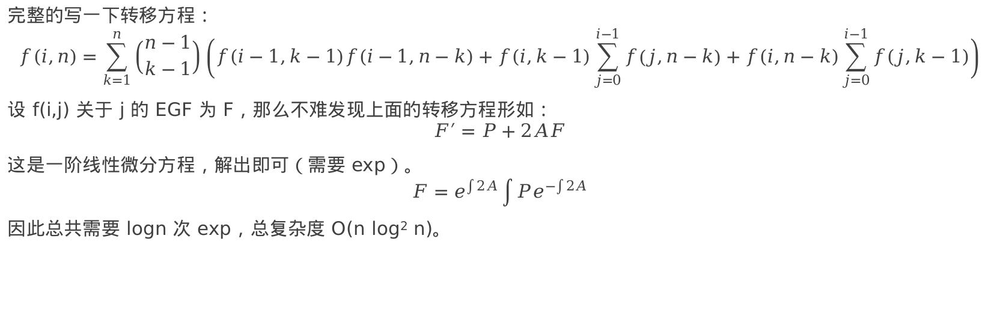 完整的写一下转移方程：
f(i,n) = \sum_{k=1}^{n} \binom{n-1}{k-1} \left( f(i-1,k-1)f(i-1,n-k) + f(i,k-1) \sum_{j=0}^{i-1} f(j,n-k) + f(i,n-k) \sum_{j=0}^{i-1} f(j,k-1) \right)
设 f(i,j) 关于 j 的 EGF 为 F，那么不难发现上面的转移方程形如：
F′ = P + 2AF
这是一阶线性微分方程，解出即可（需要 exp）。
F = e^{\int 2A} \int Pe^{-\int 2A}
因此总共需要 logn 次 exp，总复杂度 O(n log² n)。